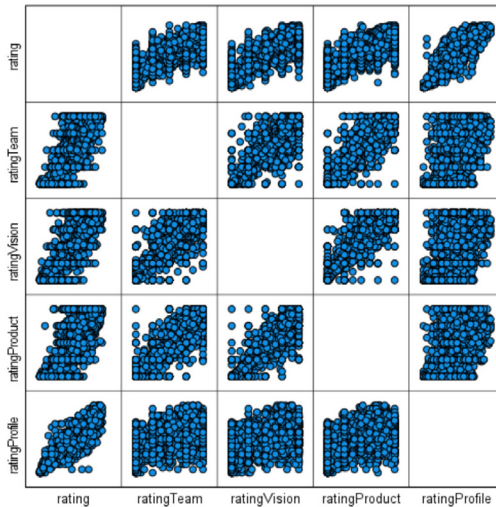 rating
ratingTeam
ratingVision
ratingProduct
ratingProfile
rating ratingTeam ratingVision ratingProduct ratingProfile